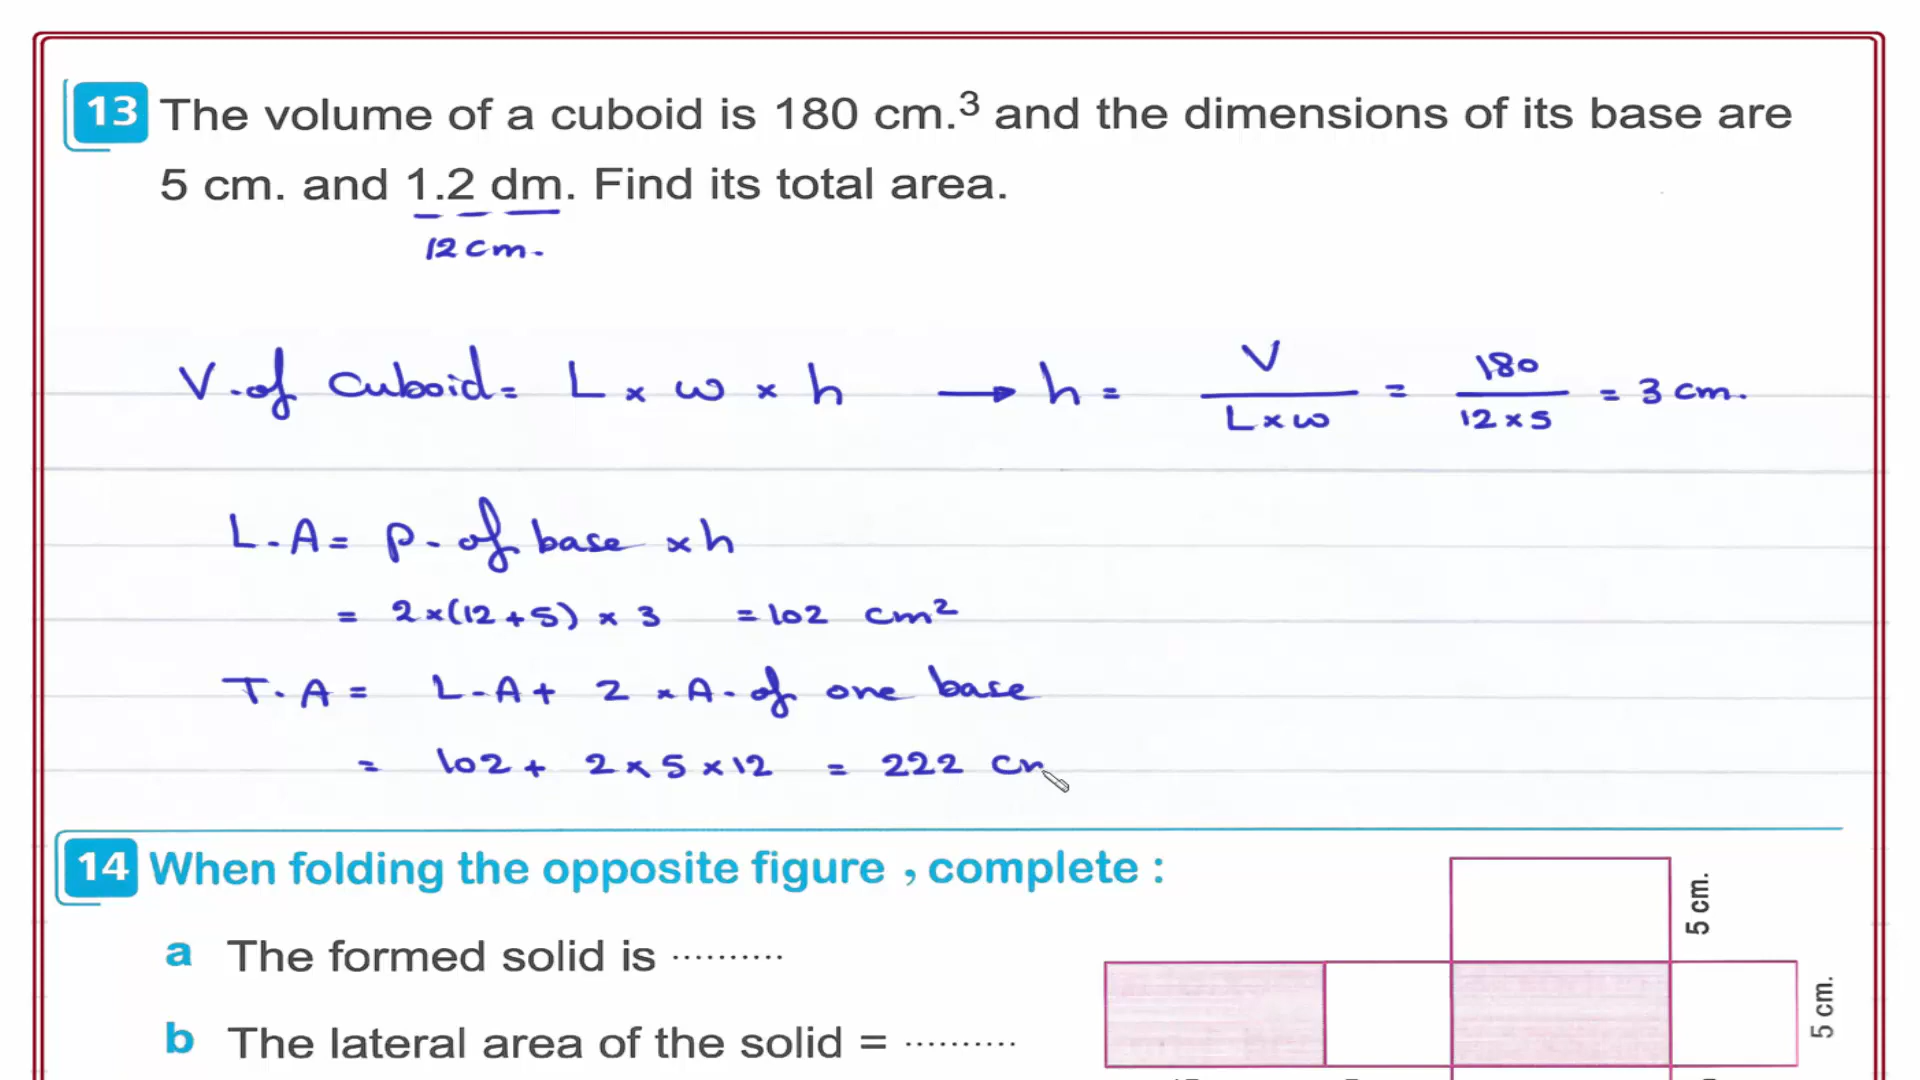 13 The volume of a cuboid is 180 cm.³ and the dimensions of its base are
5 cm. and 1.2 dm. Find its total area.
12 cm.
V. of Cuboid = L × w × h → h = V / L × w = 180 / 12 × 5 = 3 cm.
L.A = P. of base × h
= 2 × (12 + 5) × 3 = 102 cm²
T.A = L.A + 2 × A. of one base
= 102 + 2 × 5 × 12 = 222 cm
14 When folding the opposite figure , complete :
5 cm.
a The formed solid is ··········
5 cm.
b The lateral area of the solid = ··········